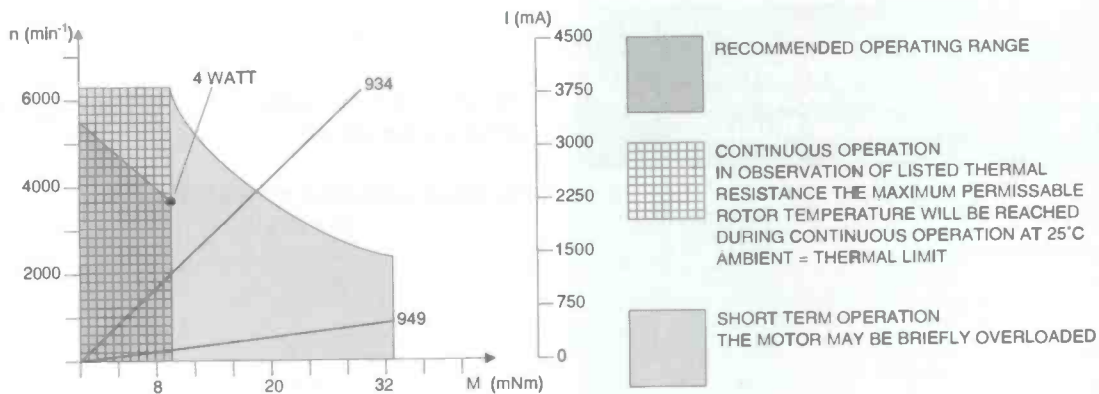 n (min⁻¹)
6000
4000
2000
4 WATT
934
949
8
20
32
M (mNm)
I (mA)
4500
3750
3000
2250
1500
750
0
RECOMMENDED OPERATING RANGE
CONTINUOUS OPERATION
IN OBSERVATION OF LISTED THERMAL
RESISTANCE THE MAXIMUM PERMISSABLE
ROTOR TEMPERATURE WILL BE REACHED
DURING CONTINUOUS OPERATION AT 25°C
AMBIENT = THERMAL LIMIT
SHORT TERM OPERATION
THE MOTOR MAY BE BRIEFLY OVERLOADED